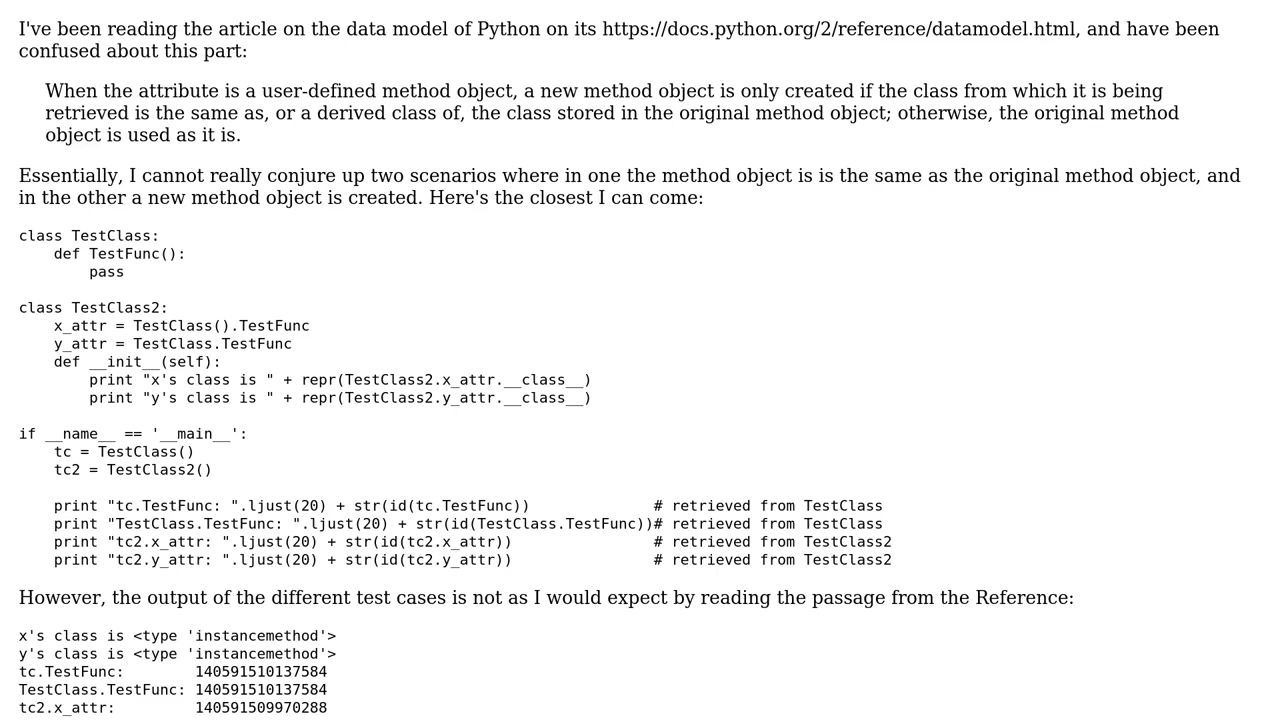 I've been reading the article on the data model of Python on its https://docs.python.org/2/reference/datamodel.html, and have been
confused about this part:
When the attribute is a user-defined method object, a new method object is only created if the class from which it is being
retrieved is the same as, or a derived class of, the class stored in the original method object; otherwise, the original method
object is used as it is.
Essentially, I cannot really conjure up two scenarios where in one the method object is is the same as the original method object, and
in the other a new method object is created. Here's the closest I can come:
class TestClass:
    def TestFunc():
        pass
class TestClass2:
    x_attr = TestClass().TestFunc
    y_attr = TestClass.TestFunc
    def __init__(self):
        print "x's class is " + repr(TestClass2.x_attr.__class__)
        print "y's class is " + repr(TestClass2.y_attr.__class__)
if __name__ == '__main__':
    tc = TestClass()
    tc2 = TestClass2()
    print "tc.TestFunc: ".ljust(20) + str(id(tc.TestFunc))              # retrieved from TestClass
    print "TestClass.TestFunc: ".ljust(20) + str(id(TestClass.TestFunc))# retrieved from TestClass
    print "tc2.x_attr: ".ljust(20) + str(id(tc2.x_attr))                # retrieved from TestClass2
    print "tc2.y_attr: ".ljust(20) + str(id(tc2.y_attr))                # retrieved from TestClass2
However, the output of the different test cases is not as I would expect by reading the passage from the Reference:
x's class is <type 'instancemethod'>
y's class is <type 'instancemethod'>
tc.TestFunc:        140591510137584
TestClass.TestFunc: 140591510137584
tc2.x_attr:         140591509970288